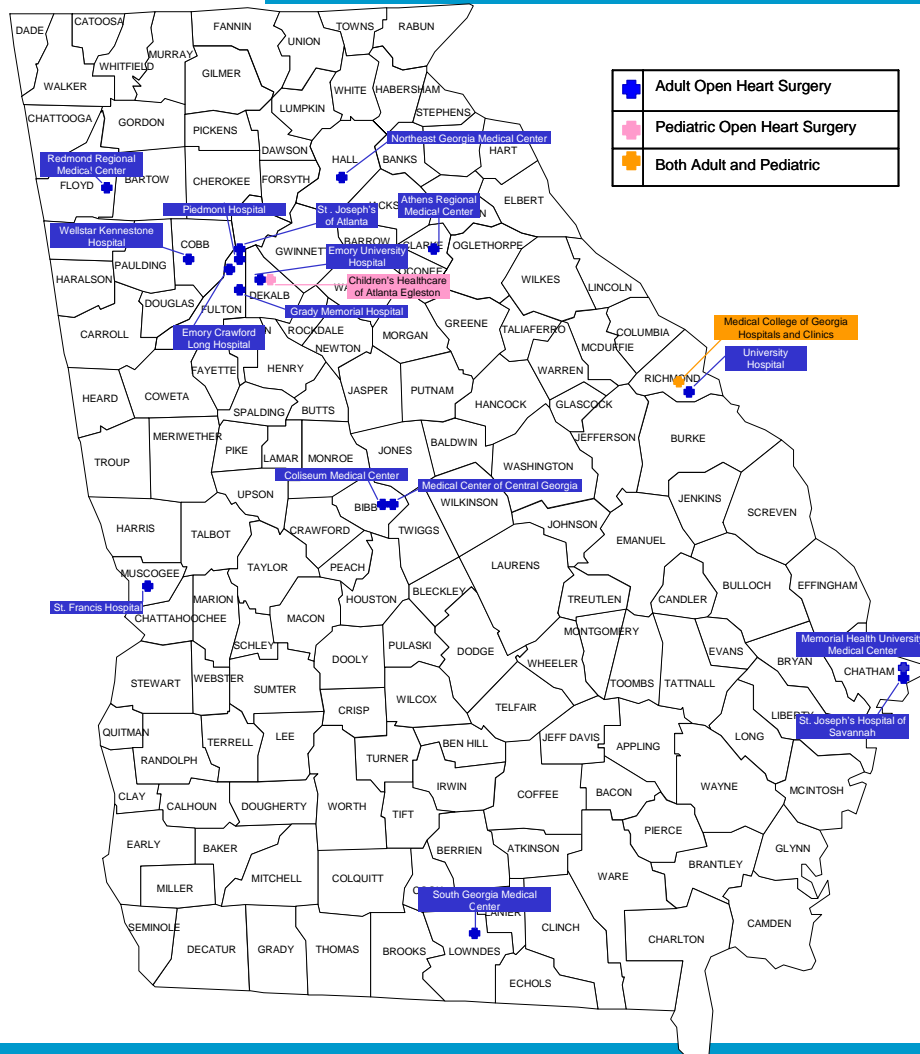 DADE
CATOOSA
FANNIN
TOWNS
RABUN
UNION
WHITFIELD
MURRAY
GILMER
WALKER
WHITE
HABERSHAM
LUMPKIN
STEPHENS
CHATTOOGA
GORDON
PICKENS
DAWSON
HALL
BANKS
HART
Adult Open Heart Surgery
Pediatric Open Heart Surgery
Both Adult and Pediatric
Northeast Georgia Medical Center
Redmond Regional
Medical Center
FLOYD
BARTOW
CHEROKEE
FORSYTH
ELBERT
Piedmont Hospital
St . Joseph's
of Atlanta
Athens Regional
Medical Center
Wellstar Kennestone
Hospital
COBB
GWINNETT
BARROW
CLARKE
OGLETHORPE
Emory University
Hospital
OCONEE
HARALSON
PAULDING
Children's Healthcare
of Atlanta Egleston
WILKES
LINCOLN
DOUGLAS
DEKALB
FULTON
Grady Memorial Hospital
CARROLL
Emory Crawford
Long Hospital
ROCKDALE
NEWTON
MORGAN
GREENE
TALIAFERRO
COLUMBIA
MCDUFFIE
Medical College of Georgia
Hospitals and Clinics
University
Hospital
FAYETTE
HENRY
WARREN
RICHMOND
HEARD
COWETA
JASPER
PUTNAM
HANCOCK
GLASCOCK
SPALDING
BUTTS
MERIWETHER
PIKE
LAMAR
MONROE
JONES
BALDWIN
JEFFERSON
BURKE
TROUP
WASHINGTON
Coliseum Medical Center
Medical Center of Central Georgia
UPSON
BIBB
WILKINSON
JENKINS
SCREVEN
HARRIS
TALBOT
CRAWFORD
TWIGGS
JOHNSON
EMANUEL
TAYLOR
PEACH
LAURENS
MUSCOGEE
HOUSTON
BLECKLEY
TREUTLEN
CANDLER
BULLOCH
EFFINGHAM
St. Francis Hospital
MARION
CHATTAHOOCHEE
MACON
SCHLEY
DOOLY
PULASKI
DODGE
MONTGOMERY
EVANS
Memorial Health University
Medical Center
WHEELER
BRYAN
CHATHAM
STEWART
WEBSTER
SUMTER
TOOMBS
TATTNALL
CRISP
WILCOX
TELFAIR
LIBERTY
St. Joseph's Hospital of
Savannah
QUITMAN
TERRELL
LEE
BEN HILL
JEFF DAVIS
APPLING
LONG
RANDOLPH
TURNER
CLAY
CALHOUN
DOUGHERTY
WORTH
IRWIN
TIFT
COFFEE
BACON
WAYNE
MCINTOSH
EARLY
BAKER
BERRIEN
ATKINSON
PIERCE
GLYNN
BRANTLEY
MILLER
MITCHELL
COLQUITT
WARE
South Georgia Medical
Center
LANIER
SEMINOLE
CLINCH
CAMDEN
DECATUR
GRADY
THOMAS
BROOKS
LOWNDES
CHARLTON
ECHOLS